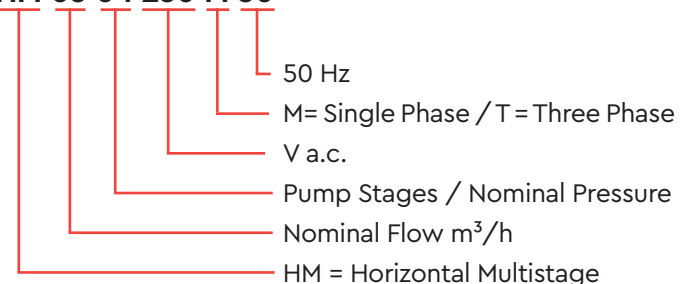 50 Hz
M= Single Phase / T = Three Phase
V a.c.
Pump Stages / Nominal Pressure
Nominal Flow m³/h
HM = Horizontal Multistage